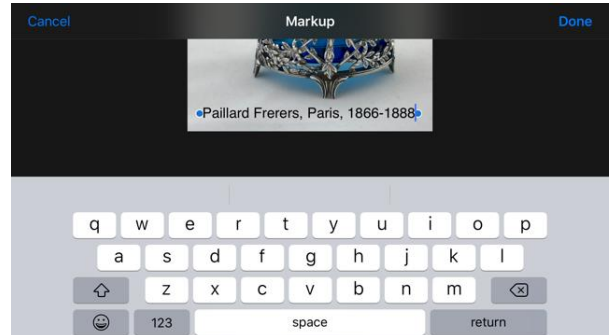 Cancel Markup Done
Paillard Frerers, Paris, 1866-1888
q w e r t y u i o p
a s d f g h j k l
z x c v b n m
123 space return